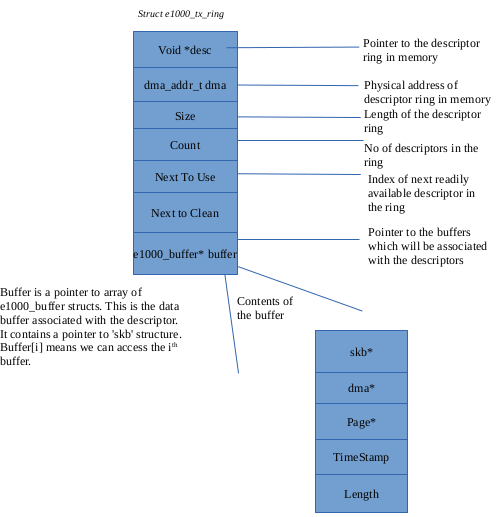 Struct e1000_tx_ring
Void *desc
Pointer to the descriptor
ring in memory
dma_addr_t dma
Physical address of
descriptor ring in memory
Size
Length of the descriptor
ring
Count
No of descriptors in the
ring
Next To Use
Index of next readily
available descriptor in
the ring
Next to Clean
e1000_buffer* buffer
Pointer to the buffers
which will be associated
with the descriptors
Buffer is a pointer to array of
e1000_buffer structs. This is the data
buffer associated with the descriptor.
It contains a pointer to 'skb' structure.
Buffer[i] means we can access the iᵗʰ
buffer.
Contents of
the buffer
skb*
dma*
Page*
TimeStamp
Length